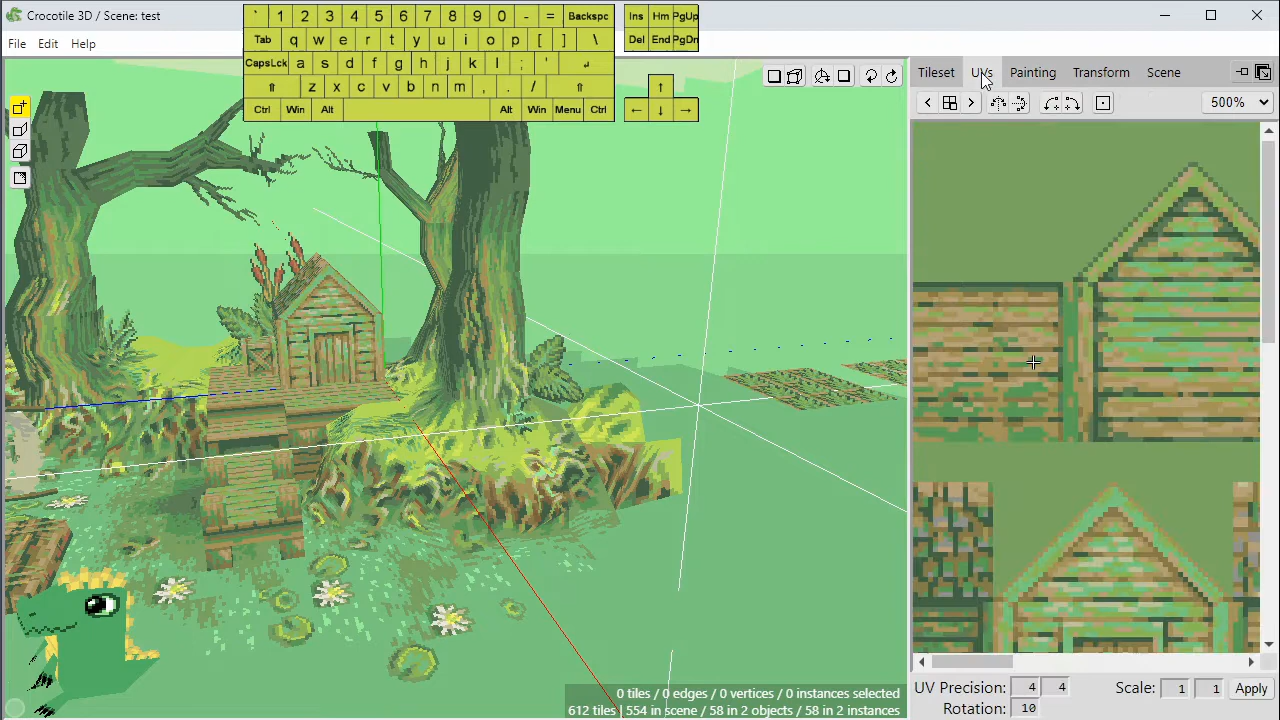 Crocotile 3D / Scene: test
File Edit Help
` 1 2 3 4 5 6 7 8 9 0 - = Backspc
Tab q w e r t y u i o p [ ] \
CapsLck a s d f g h j k l ; ' ↵
⇧ z x c v b n m , . / ⇧
Ctrl Win Alt Alt Win Menu Ctrl
Ins Hm PgUp
Del End PgDn
↑
← ↓ →
Tileset UVs Painting Transform Scene
500%
0 tiles / 0 edges / 0 vertices / 0 instances selected
612 tiles | 554 in scene / 58 in 2 objects / 58 in 2 instances
UV Precision: 4 4 Scale: 1 1 Apply
Rotation: 10